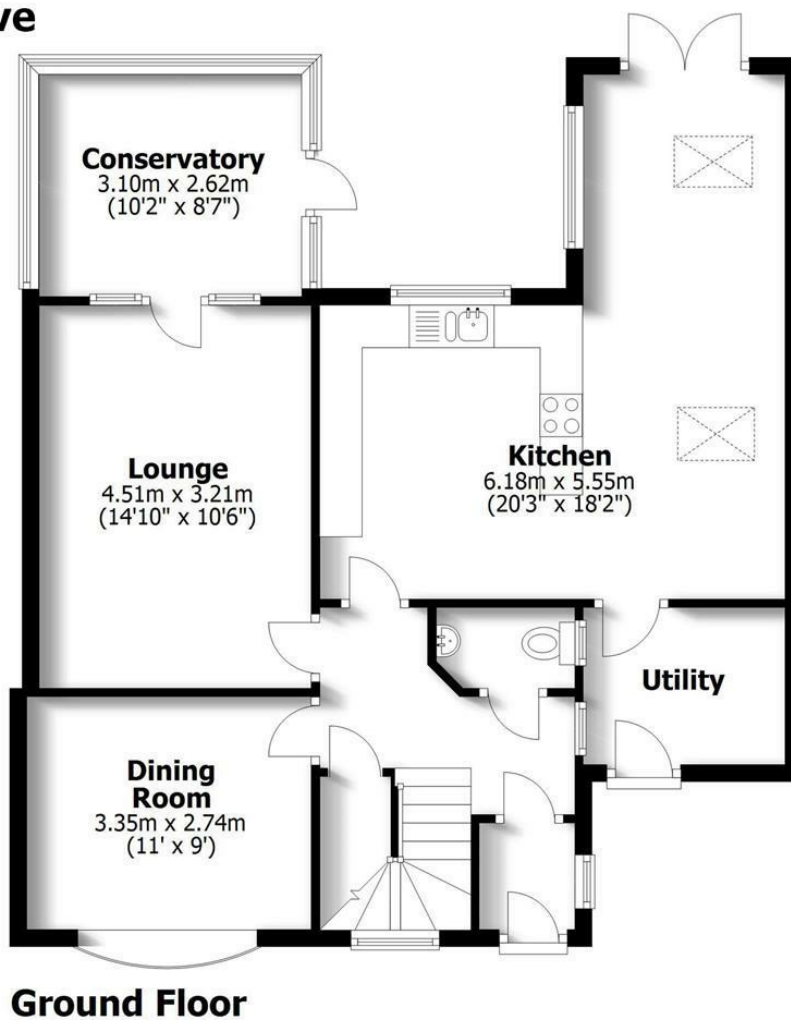 Conservatory
3.10m x 2.62m
(10'2" x 8'7")
Lounge
4.51m x 3.21m
(14'10" x 10'6")
Kitchen
6.18m x 5.55m
(20'3" x 18'2")
Utility
Dining
Room
3.35m x 2.74m
(11' x 9')
Ground Floor